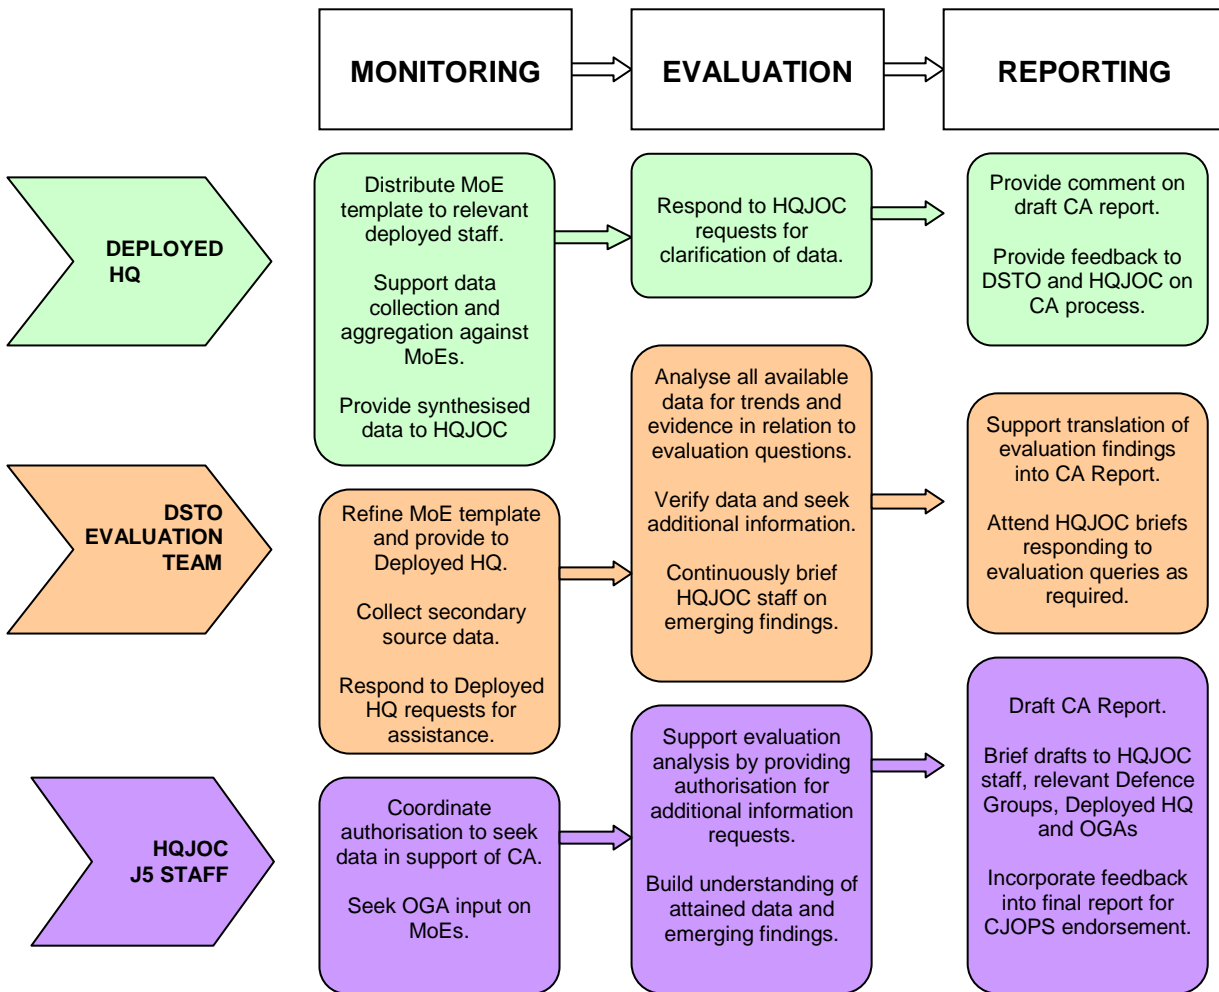 MONITORING
EVALUATION
REPORTING
DEPLOYED
HQ
Distribute MoE
template to relevant
deployed staff.
Support data
collection and
aggregation against
MoEs.
Provide synthesised
data to HQJOC
Respond to HQJOC
requests for
clarification of data.
Provide comment on
draft CA report.
Provide feedback to
DSTO and HQJOC on
CA process.
DSTO
EVALUATION
TEAM
Refine MoE template
and provide to
Deployed HQ.
Collect secondary
source data.
Respond to Deployed
HQ requests for
assistance.
Analyse all available
data for trends and
evidence in relation to
evaluation questions.
Verify data and seek
additional information.
Continuously brief
HQJOC staff on
emerging findings.
Support translation of
evaluation findings
into CA Report.
Attend HQJOC briefs
responding to
evaluation queries as
required.
HQJOC
J5 STAFF
Coordinate
authorisation to seek
data in support of CA.
Seek OGA input on
MoEs.
Support evaluation
analysis by providing
authorisation for
additional information
requests.
Build understanding of
attained data and
emerging findings.
Draft CA Report.
Brief drafts to HQJOC
staff, relevant Defence
Groups, Deployed HQ
and OGAs
Incorporate feedback
into final report for
CJOPS endorsement.